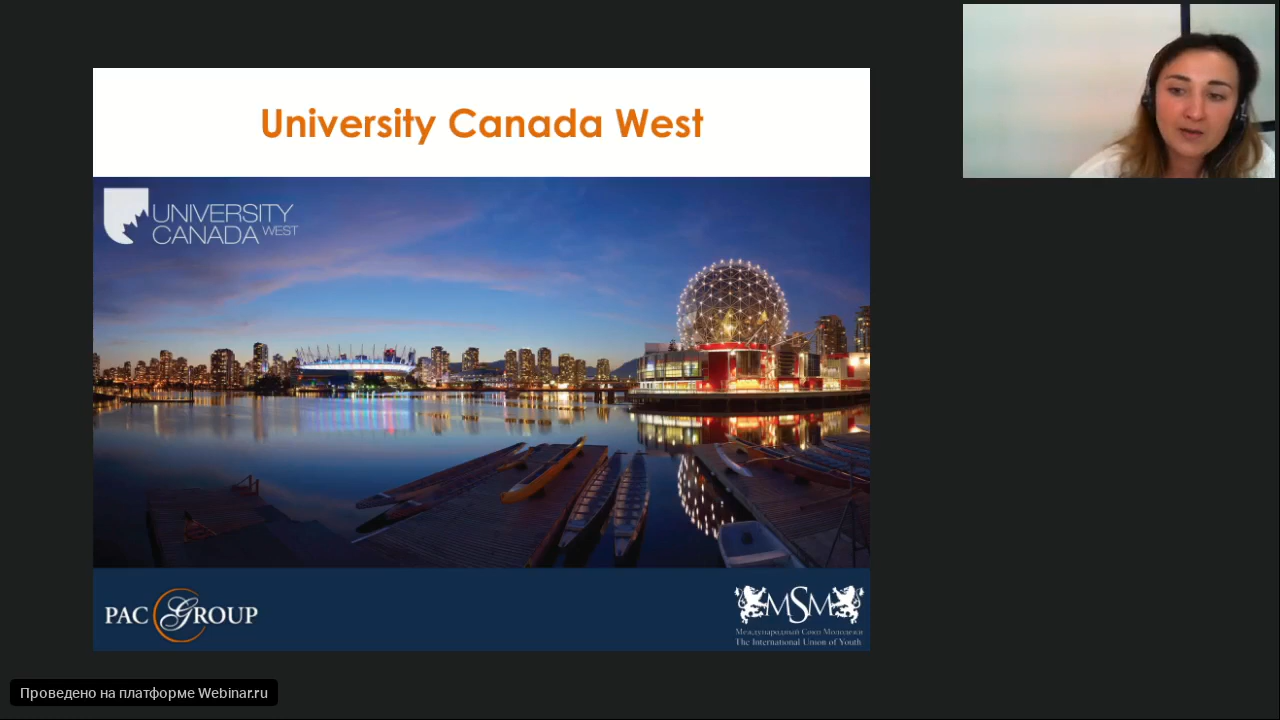 University Canada West
UNIVERSITY
CANADA WEST
PAC GROUP
MSM
Международный Союз Молодежи
The International Union of Youth
Проведено на платформе Webinar.ru